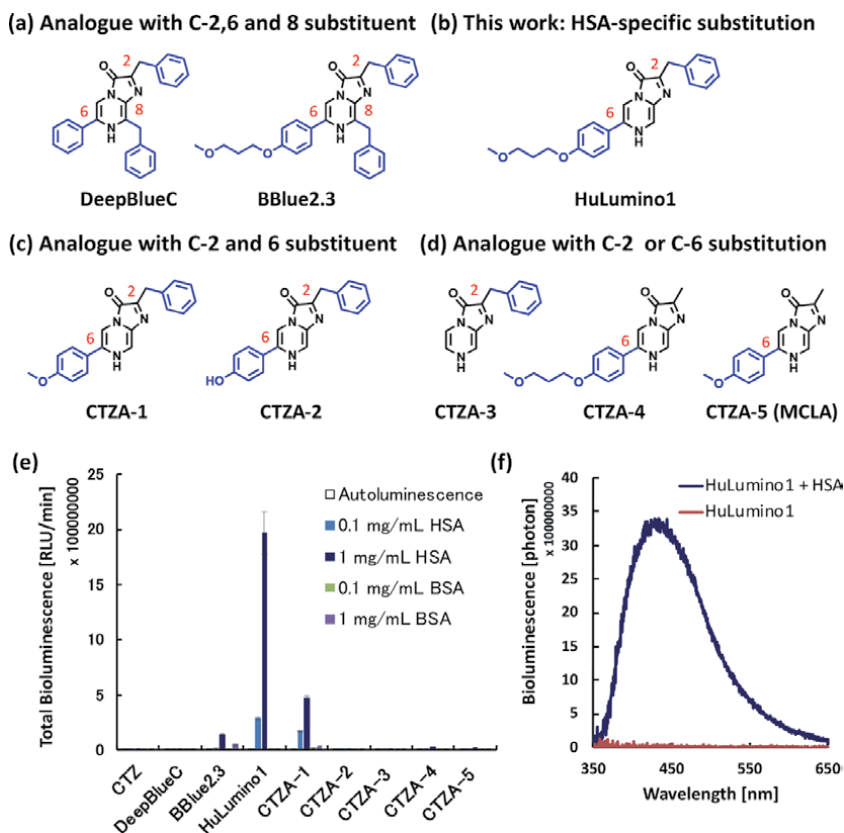 (a) Analogue with C-2,6 and 8 substituent
(b) This work: HSA-specific substitution
2
O
N
N
6
8
N
H
DeepBlueC
2
O
N
N
6
8
N
H
O
O
BBlue2.3
2
O
N
N
6
N
H
O
O
HuLumino1
(c) Analogue with C-2 and 6 substituent
(d) Analogue with C-2 or C-6 substitution
2
O
N
N
6
N
H
O
CTZA-1
2
O
N
N
6
N
H
HO
CTZA-2
2
O
N
N
N
H
CTZA-3
O
N
N
6
N
H
O
O
CTZA-4
O
N
N
6
N
H
O
CTZA-5 (MCLA)
(e)
Total Bioluminescence [RLU/min]
x 100000000
25
20
15
10
5
0
Autoluminescence
0.1 mg/mL HSA
1 mg/mL HSA
0.1 mg/mL BSA
1 mg/mL BSA
CTZ
DeepBlueC
BBlue2.3
HuLumino1
CTZA-1
CTZA-2
CTZA-3
CTZA-4
CTZA-5
(f)
Bioluminescence [photon]
x 100000000
40
35
30
25
20
15
10
5
0
HuLumino1 + HSA
HuLumino1
350
450
550
650
Wavelength [nm]